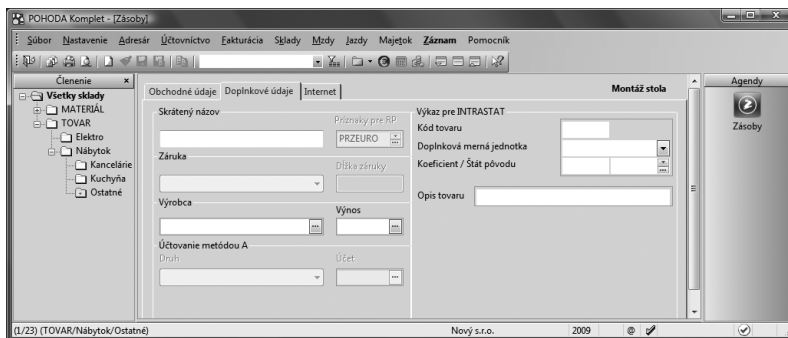 POHODA Komplet - [Zásoby]
Súbor Nastavenie Adresár Účtovníctvo Fakturácia Sklady Mzdy Jazdy Majetok Záznam Pomocník
Členenie
Všetky sklady
MATERIÁL
TOVAR
Elektro
Nábytok
Kancelárie
Kuchyňa
Ostatné
Obchodné údaje Doplnkové údaje Internet Montáž stola
Skrátený názov
Príznaky pre RP
PRZEURO
Záruka
Dĺžka záruky
Výrobca
Výnos
Účtovanie metódou A
Druh Účet
Výkaz pre INTRASTAT
Kód tovaru
Doplnková merná jednotka
Koeficient / Štát pôvodu
Opis tovaru
Agendy
Zásoby
(1/23) (TOVAR/Nábytok/Ostatné) Nový s.r.o. 2009 @